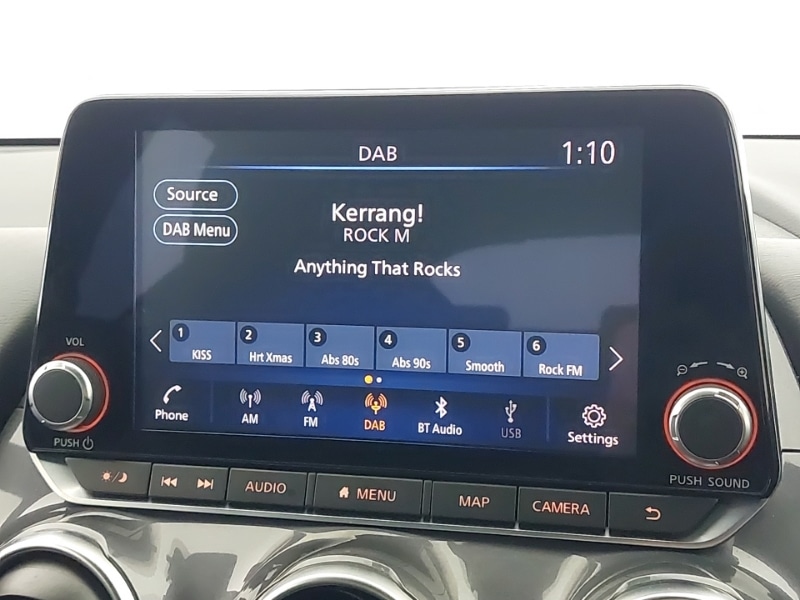 DAB 1:10
Source
DAB Menu
Kerrang!
ROCK M
Anything That Rocks
1 KISS
2 Hrt Xmas
3 Abs 80s
4 Abs 90s
5 Smooth
6 Rock FM
Phone
AM
FM
DAB
BT Audio
USB
Settings
VOL
PUSH
PUSH SOUND
AUDIO
MENU
MAP
CAMERA